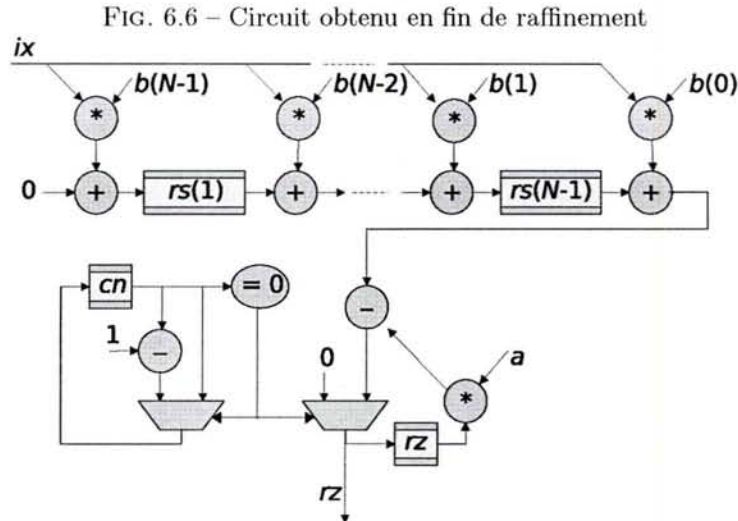 FIG. 6.6 – Circuit obtenu en fin de raffinement
ix
b(N-1) b(N-2) b(1) b(0)
* * * *
0 + rs(1) + + rs(N-1) +
cn = 0
1 - -
0 a
*
rz
rz